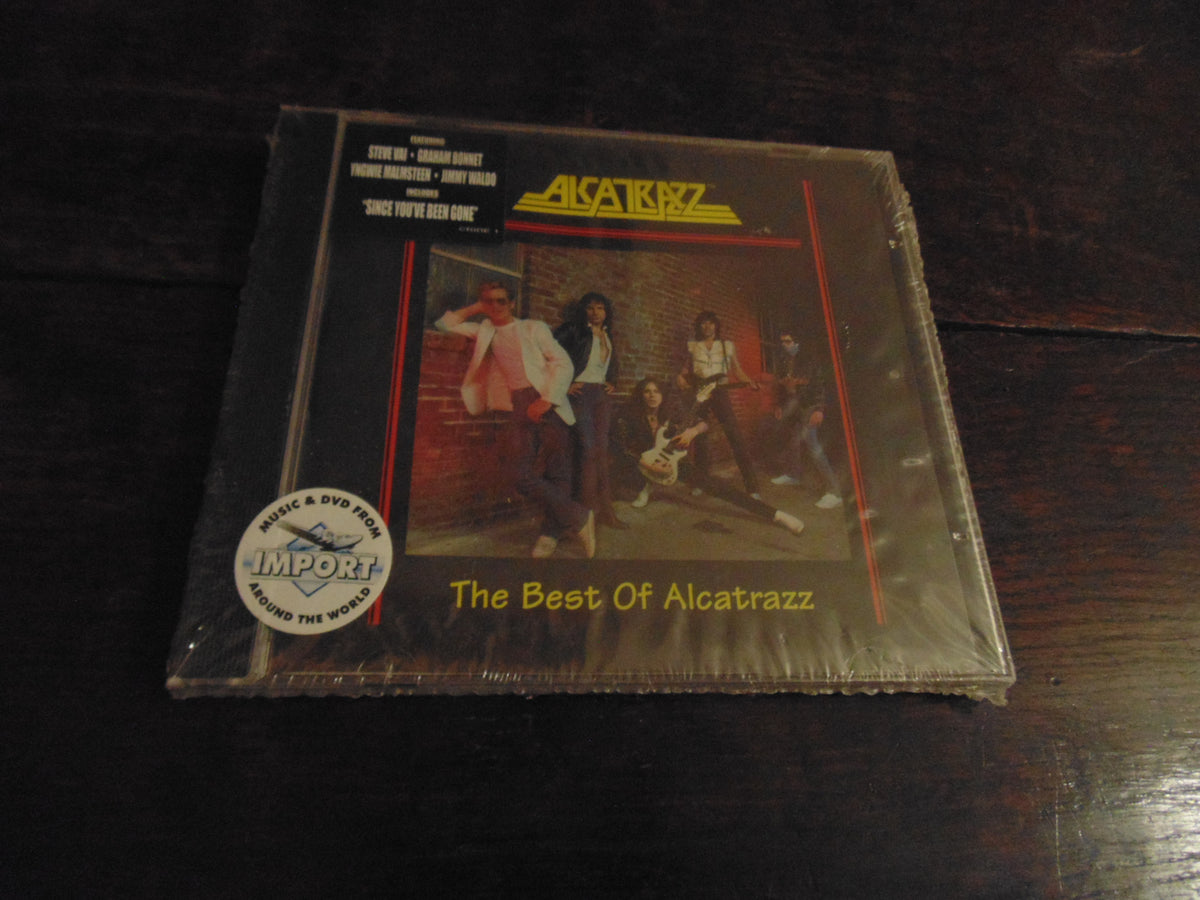 FEATURING
STEVE VAI • GRAHAM BONNET
YNGWIE MALMSTEEN • JIMMY WALDO
INCLUDES
"SINCE YOU'VE BEEN GONE"
ALCATRAZZ
MUSIC & DVD FROM
IMPORT
AROUND THE WORLD
The Best Of Alcatrazz